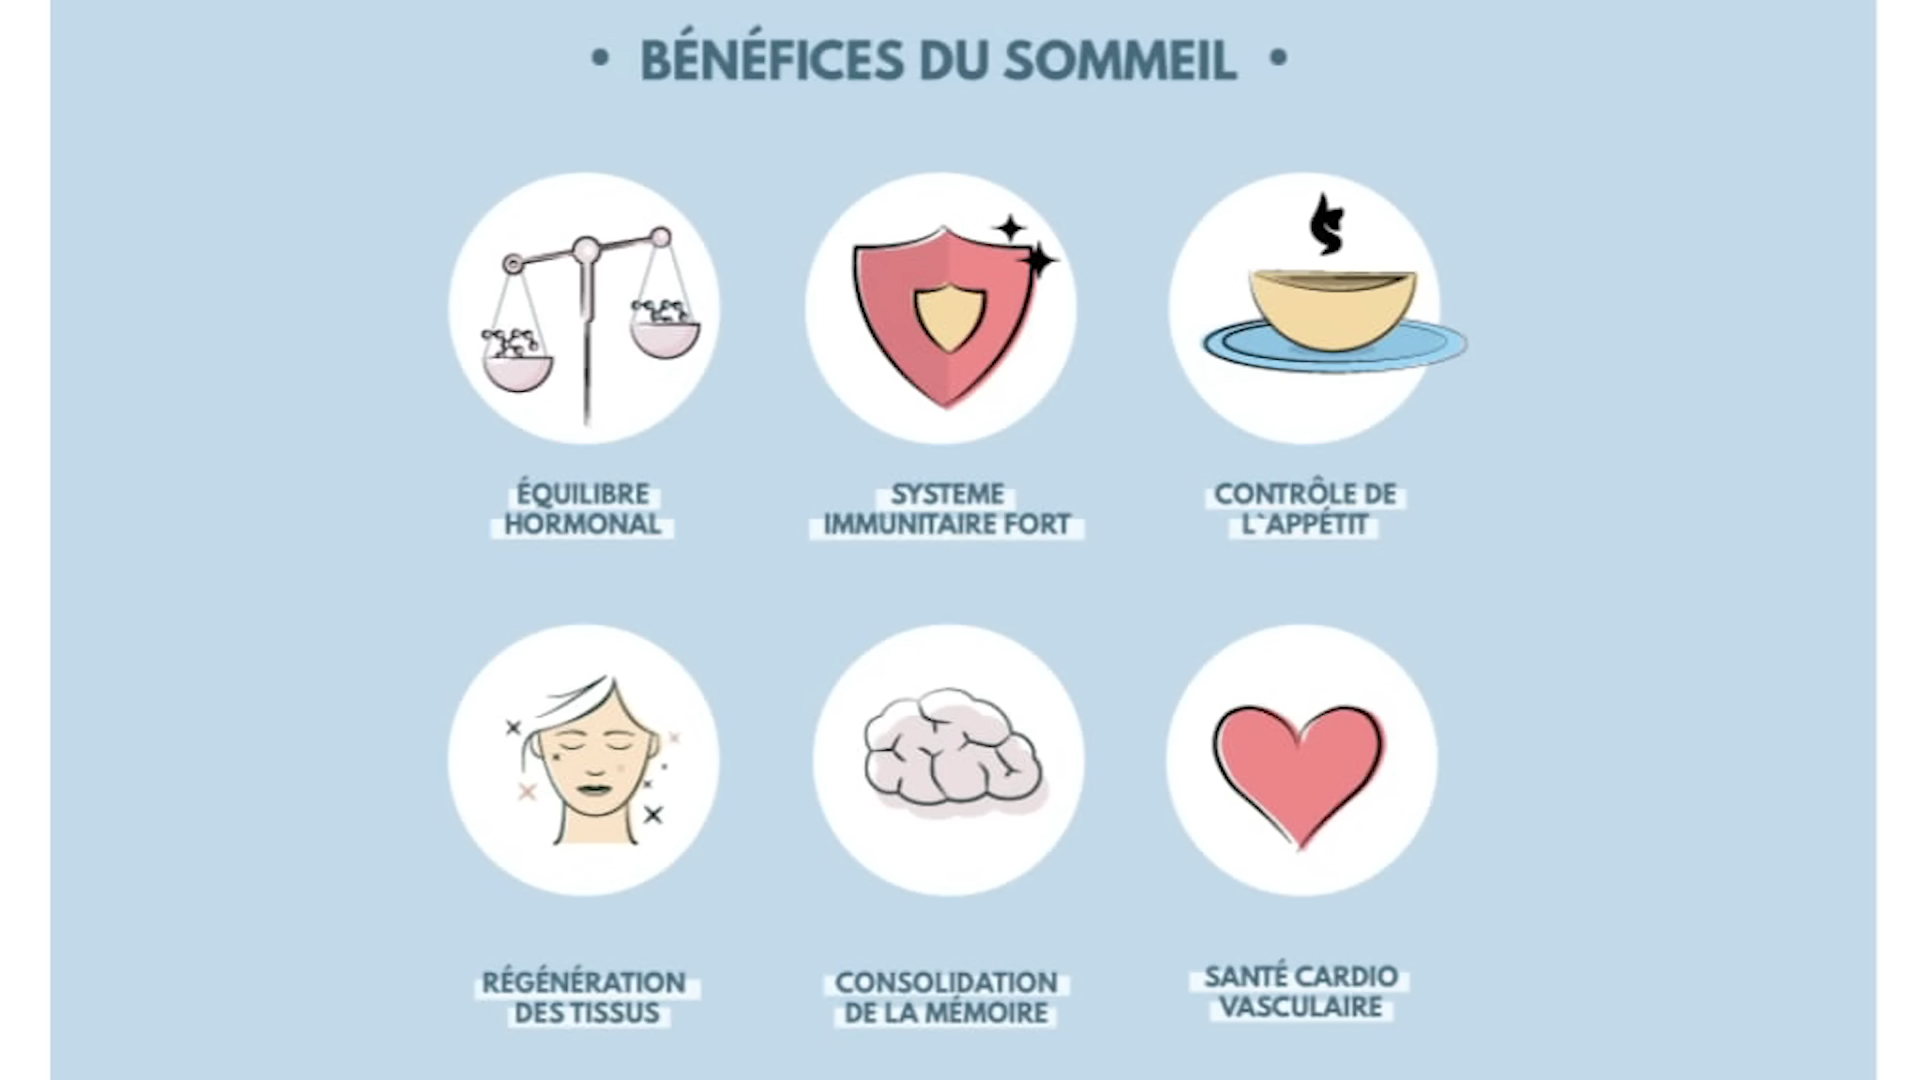 • BÉNÉFICES DU SOMMEIL •
ÉQUILIBRE
HORMONAL
SYSTEME
IMMUNITAIRE FORT
CONTRÔLE DE
L`APPÉTIT
RÉGÉNÉRATION
DES TISSUS
CONSOLIDATION
DE LA MÉMOIRE
SANTÉ CARDIO
VASCULAIRE